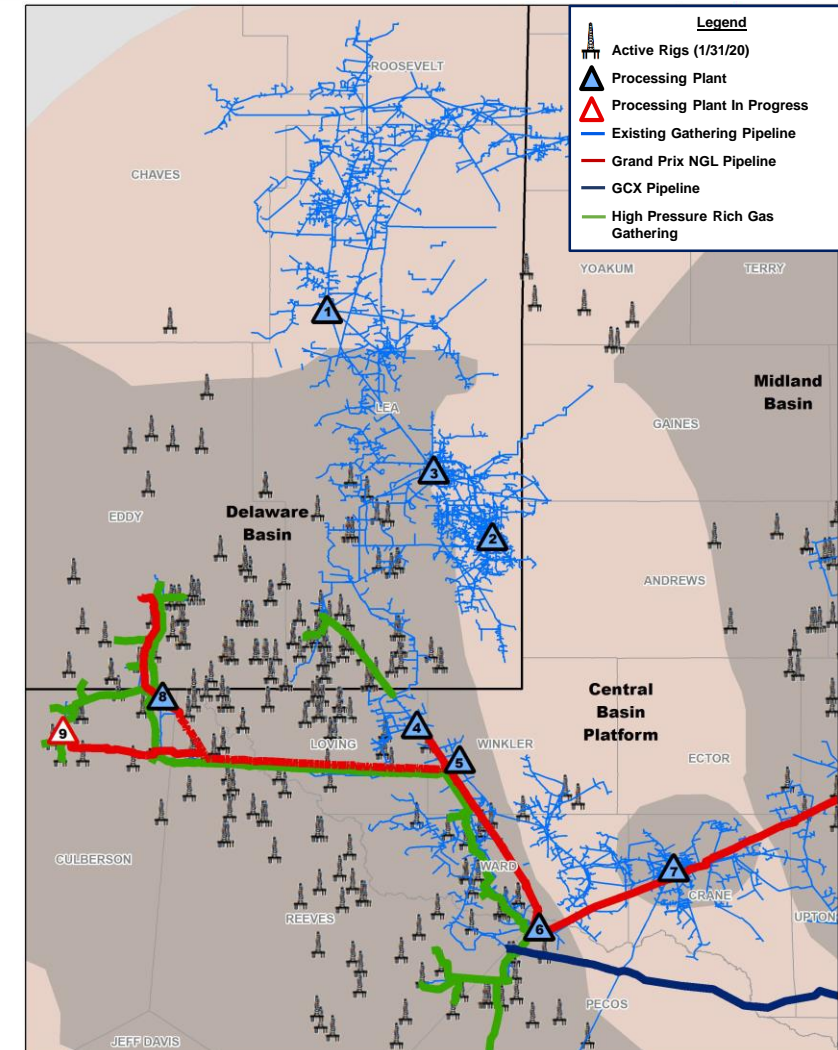 Legend
Active Rigs (1/31/20)
Processing Plant
Processing Plant In Progress
Existing Gathering Pipeline
Grand Prix NGL Pipeline
GCX Pipeline
High Pressure Rich Gas
Gathering
ROOSEVELT
CHAVES
YOAKUM
TERRY
1
Midland
Basin
LEA
GAINES
3
EDDY
Delaware
Basin
2
ANDREWS
8
Central
Basin
Platform
9
4
LOVING
WINKLER
5
ECTOR
CULBERSON
WARD
7
CRANE
REEVES
UPTON
6
PECOS
JEFF DAVIS